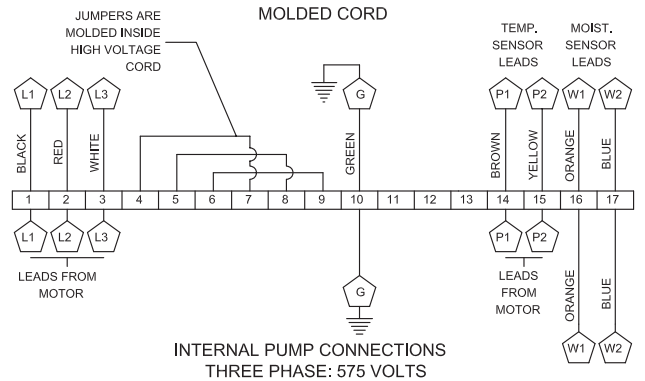 MOLDED CORD
JUMPERS ARE
MOLDED INSIDE
HIGH VOLTAGE
CORD
TEMP.
SENSOR
LEADS
MOIST.
SENSOR
LEADS
L1 L2 L3 G P1 P2 W1 W2
BLACK RED WHITE GREEN BROWN YELLOW ORANGE BLUE
1 2 3 4 5 6 7 8 9 10 11 12 13 14 15 16 17
L1 L2 L3 P1 P2
LEADS FROM
MOTOR
LEADS
FROM
MOTOR
ORANGE BLUE
G
W1 W2
INTERNAL PUMP CONNECTIONS
THREE PHASE: 575 VOLTS